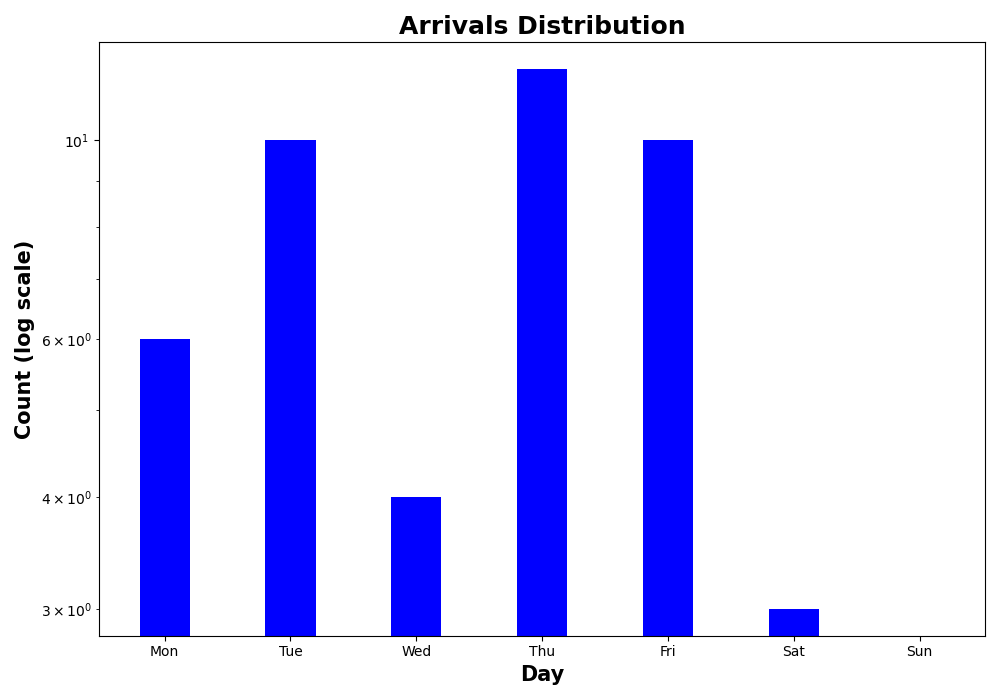 Arrivals Distribution
Count (log scale)
10¹
6 × 10⁰
4 × 10⁰
3 × 10⁰
Mon Tue Wed Thu Fri Sat Sun
Day